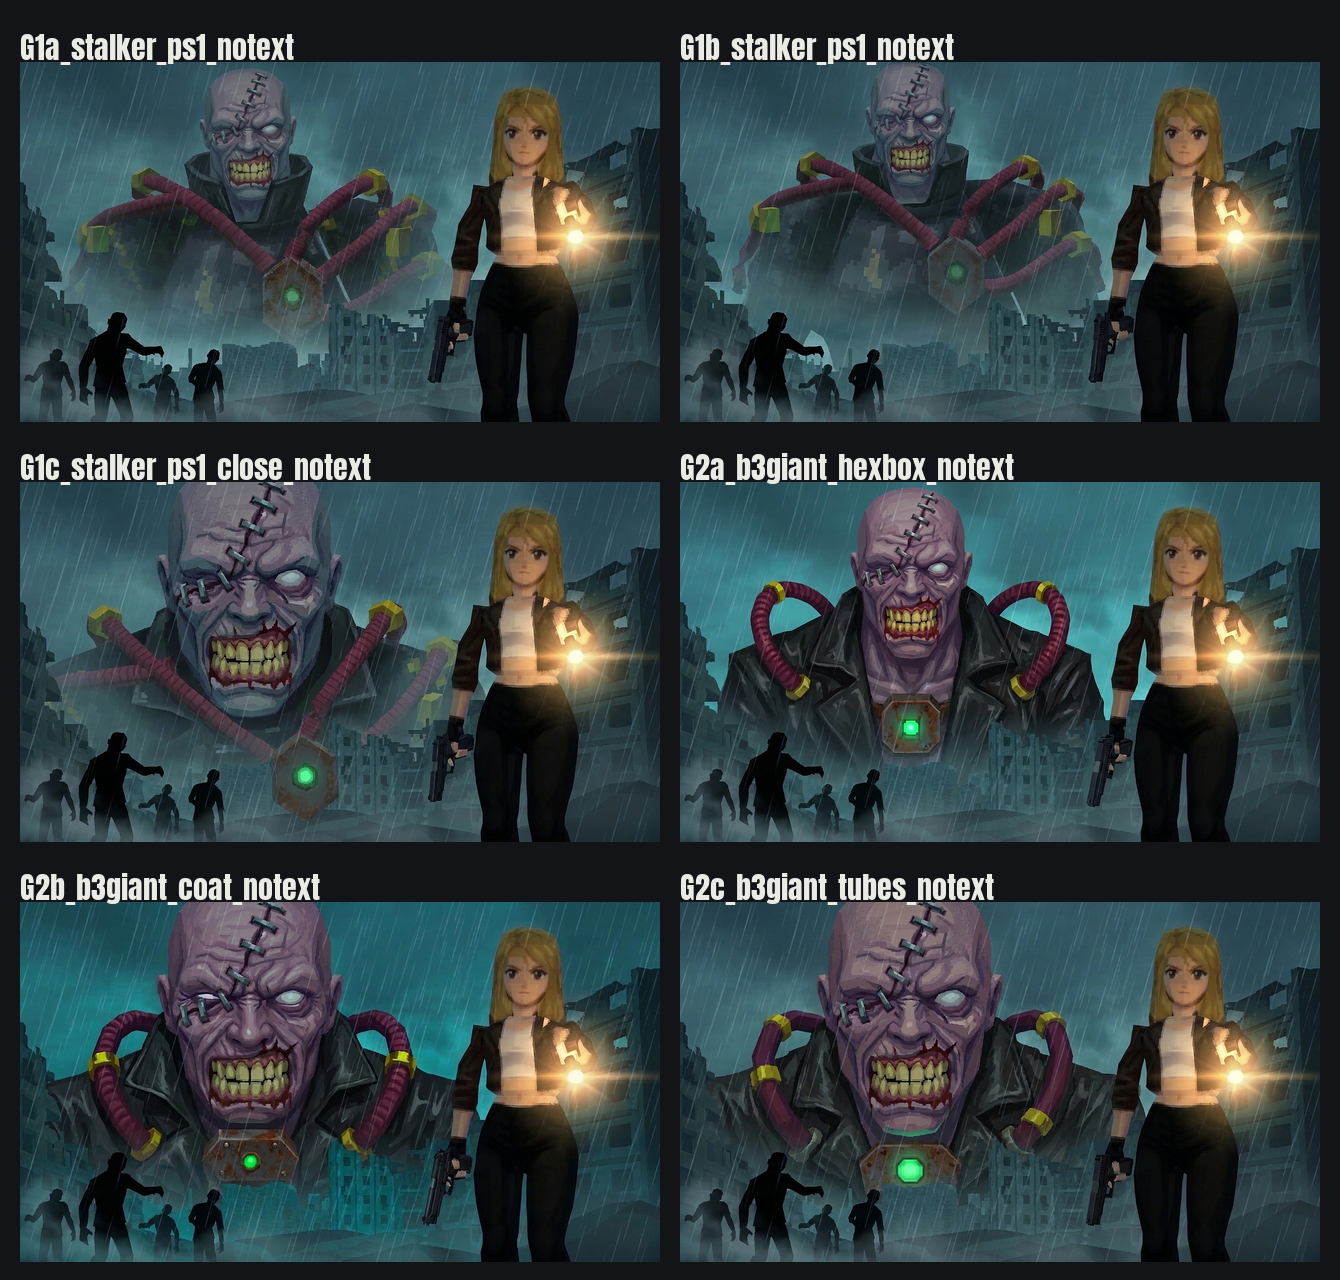 G1a_stalker_ps1_notext
G1b_stalker_ps1_notext
G1c_stalker_ps1_close_notext
G2a_b3giant_hexbox_notext
G2b_b3giant_coat_notext
G2c_b3giant_tubes_notext